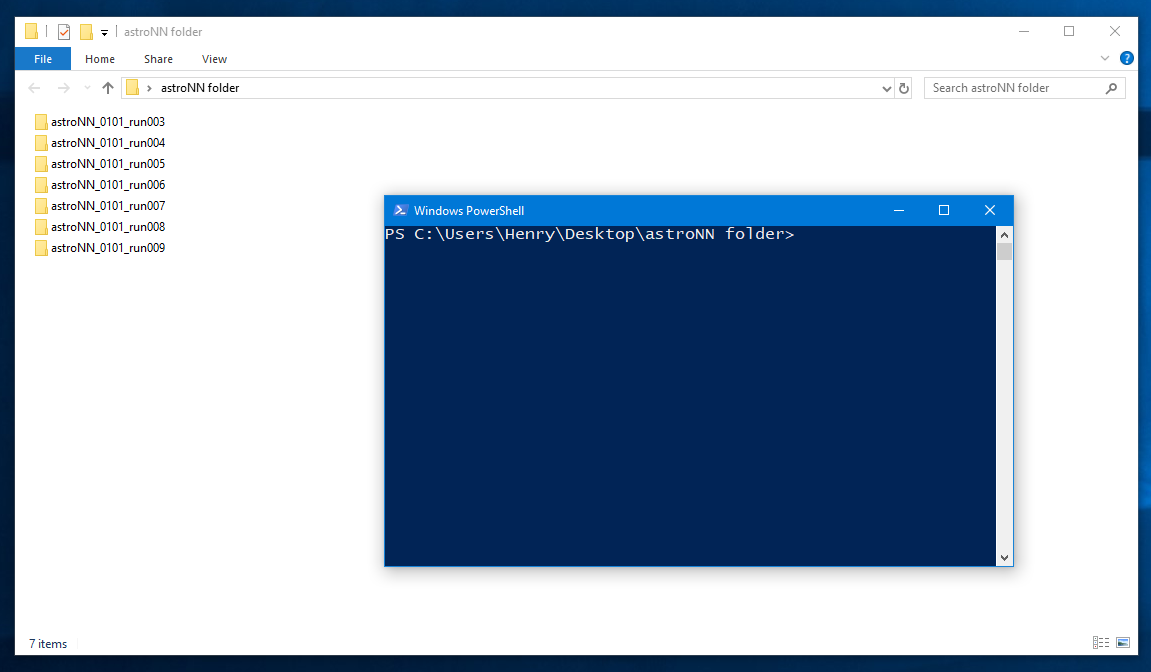 astroNN folder
File Home Share View
astroNN folder Search astroNN folder
astroNN_0101_run003
astroNN_0101_run004
astroNN_0101_run005
astroNN_0101_run006
astroNN_0101_run007
astroNN_0101_run008
astroNN_0101_run009
Windows PowerShell
PS C:\Users\Henry\Desktop\astroNN folder>
7 items